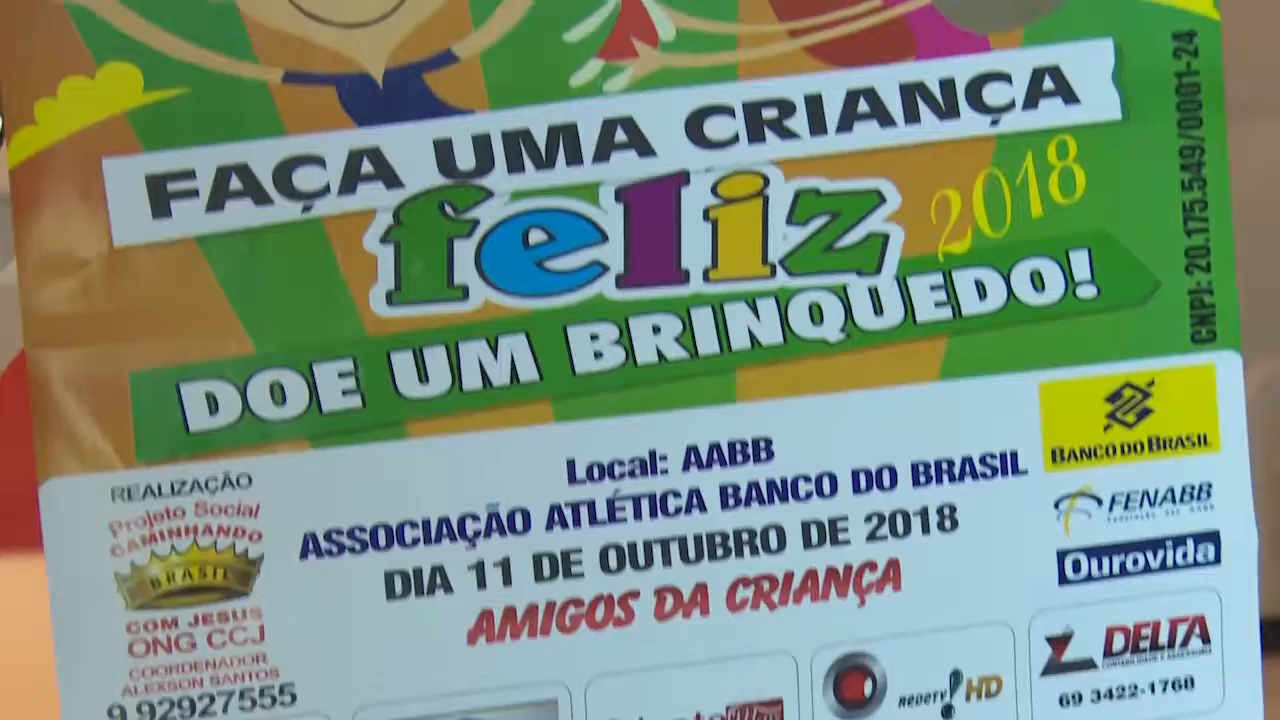 FAÇA UMA CRIANÇA
feliz 2018
DOE UM BRINQUEDO!
CNPJ: 20.175.549/0001-24
Local: AABB
ASSOCIAÇÃO ATLÉTICA BANCO DO BRASIL
DIA 11 DE OUTUBRO DE 2018
AMIGOS DA CRIANÇA
REALIZAÇÃO
Projeto Social
CAMINHANDO
BRASIL
COM JESUS
ONG CCJ
COORDENADOR
ALEXSON SANTOS
9.92927555
BANCO DO BRASIL
FENABB
Ourovida
REDETV! HD
DELTA
69 3422-1768